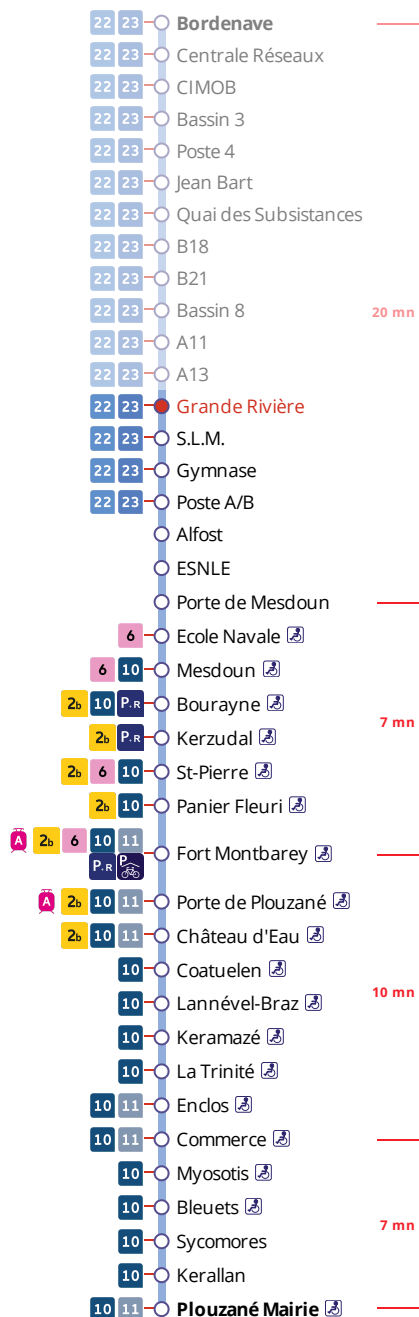 22 23 Bordenave
22 23 Centrale Réseaux
22 23 CIMOB
22 23 Bassin 3
22 23 Poste 4
22 23 Jean Bart
22 23 Quai des Subsistances
22 23 B18
22 23 B21
22 23 Bassin 8
20 mn
22 23 A11
22 23 A13
22 23 Grande Rivière
22 23 S.L.M.
22 23 Gymnase
22 23 Poste A/B
Alfost
ESNLE
Porte de Mesdoun
6 Ecole Navale
6 10 Mesdoun
2b 10 P+R Bourayne
7 mn
2b P+R Kerzudal
2b 6 10 St-Pierre
2b 10 Panier Fleuri
A 2b 6 10 11
P+R P Fort Montbarey
A 2b 10 11 Porte de Plouzané
2b 10 11 Château d'Eau
10 Coatuelen
10 mn
10 Lannével-Braz
10 Keramazé
10 La Trinité
10 11 Enclos
10 11 Commerce
10 Myosotis
10 Bleuets
7 mn
10 Sycomores
10 Kerallan
10 11 Plouzané Mairie